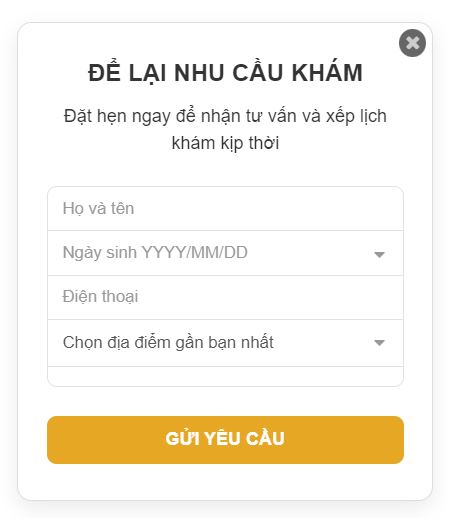 ĐỂ LẠI NHU CẦU KHÁM
Đặt hẹn ngay để nhận tư vấn và xếp lịch
khám kịp thời
Họ và tên
Ngày sinh YYYY/MM/DD
Điện thoại
Chọn địa điểm gần bạn nhất
GỬI YÊU CẦU